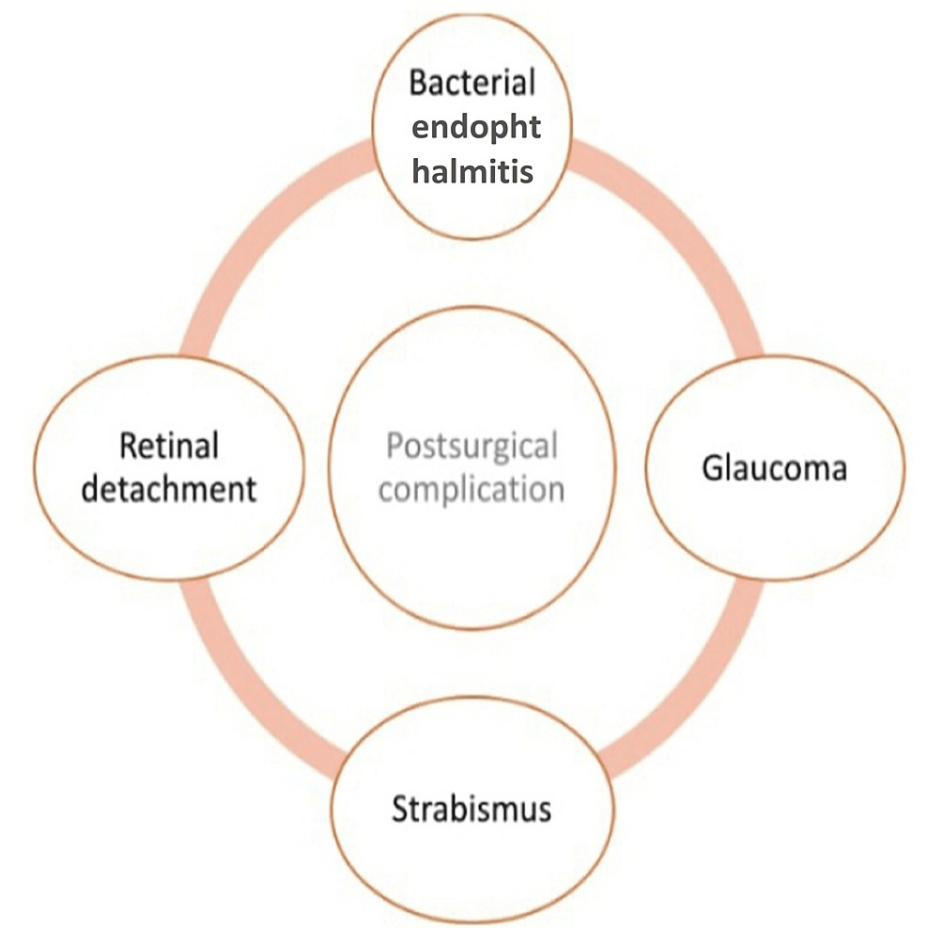 Bacterial
endopht
halmitis
Retinal
detachment
Postsurgical
complication
Glaucoma
Strabismus